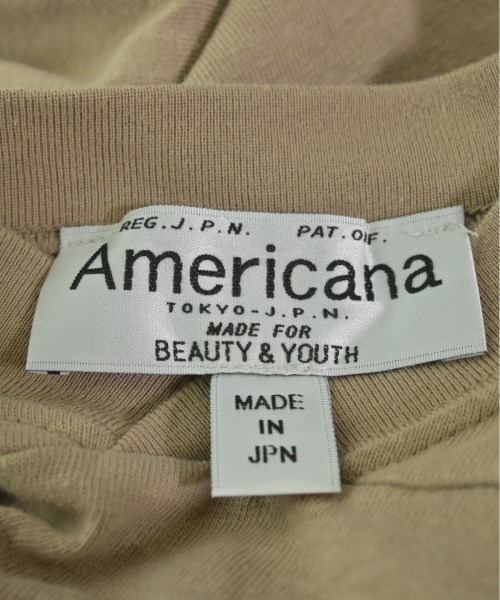 REG.J.P.N. PAT.OF.
Americana
TOKYO-J.P.N.
MADE FOR
BEAUTY & YOUTH
MADE
IN
JPN